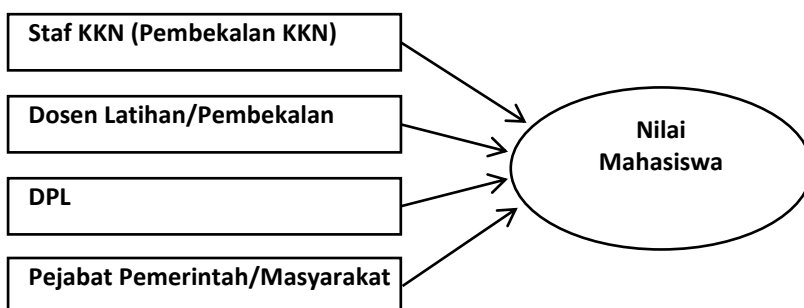 Staf KKN (Pembekalan KKN)
Dosen Latihan/Pembekalan
DPL
Pejabat Pemerintah/Masyarakat
Nilai
Mahasiswa